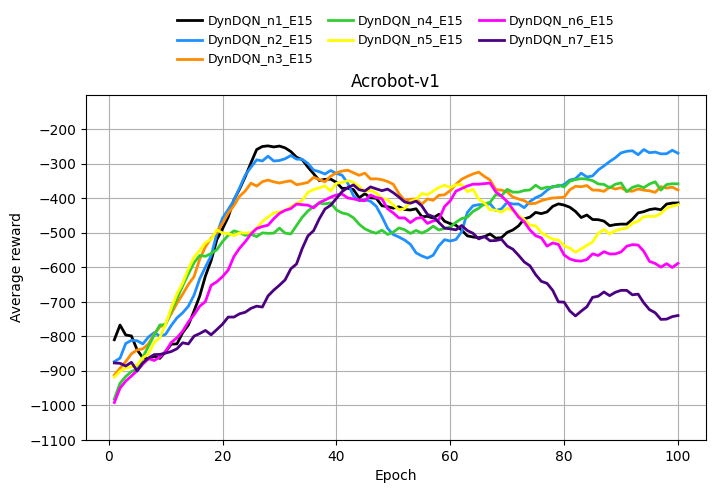 DynDQN_n1_E15 DynDQN_n4_E15 DynDQN_n6_E15
DynDQN_n2_E15 DynDQN_n5_E15 DynDQN_n7_E15
DynDQN_n3_E15
Acrobot-v1
−200
−300
−400
−500
−600
−700
−800
−900
−1000
−1100
Average reward
0 20 40 60 80 100
Epoch